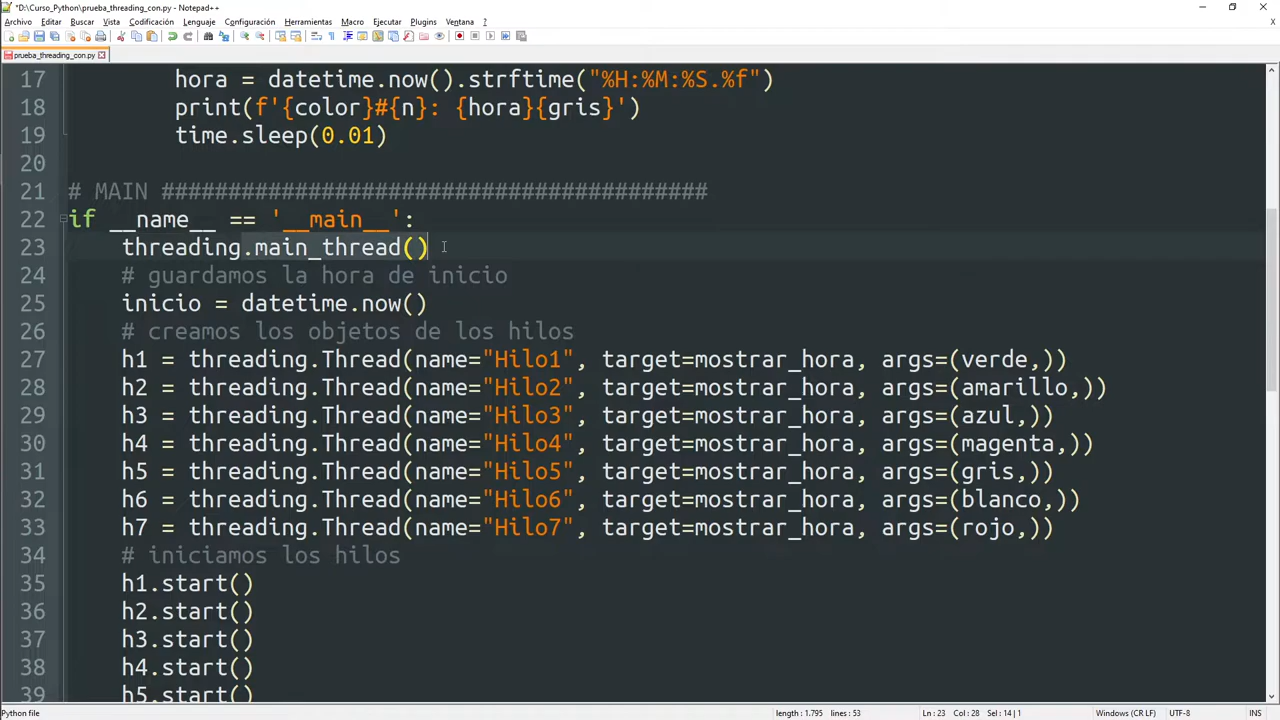 *D:\Curso_Python\prueba_threading_con.py - Notepad++
Archivo Editar Buscar Vista Codificación Lenguaje Configuración Herramientas Macro Ejecutar Plugins Ventana ?
prueba_threading_con.py
17 hora = datetime.now().strftime("%H:%M:%S.%f")
18 print(f'{color}#{n}: {hora}{gris}')
19 time.sleep(0.01)
20
21 # MAIN #########################################
22 if __name__ == '__main__':
23 threading.main_thread()
24 # guardamos la hora de inicio
25 inicio = datetime.now()
26 # creamos los objetos de los hilos
27 h1 = threading.Thread(name="Hilo1", target=mostrar_hora, args=(verde,))
28 h2 = threading.Thread(name="Hilo2", target=mostrar_hora, args=(amarillo,))
29 h3 = threading.Thread(name="Hilo3", target=mostrar_hora, args=(azul,))
30 h4 = threading.Thread(name="Hilo4", target=mostrar_hora, args=(magenta,))
31 h5 = threading.Thread(name="Hilo5", target=mostrar_hora, args=(gris,))
32 h6 = threading.Thread(name="Hilo6", target=mostrar_hora, args=(blanco,))
33 h7 = threading.Thread(name="Hilo7", target=mostrar_hora, args=(rojo,))
34 # iniciamos los hilos
35 h1.start()
36 h2.start()
37 h3.start()
38 h4.start()
39 h5.start()
Python file length : 1.795 lines : 53 Ln : 23 Col : 28 Sel : 14 | 1 Windows (CR LF) UTF-8 INS